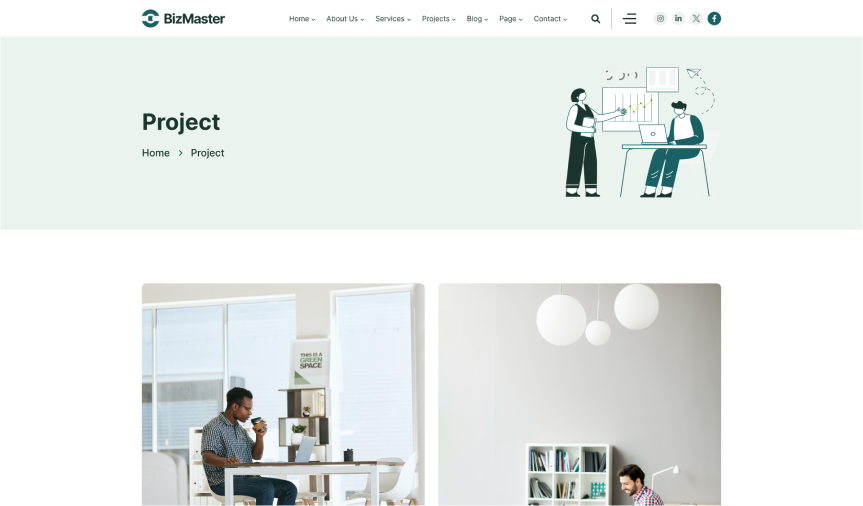 BizMaster
Home About Us Services Projects Blog Page Contact
Project
Home > Project
THIS IS A
GREEN
SPACE